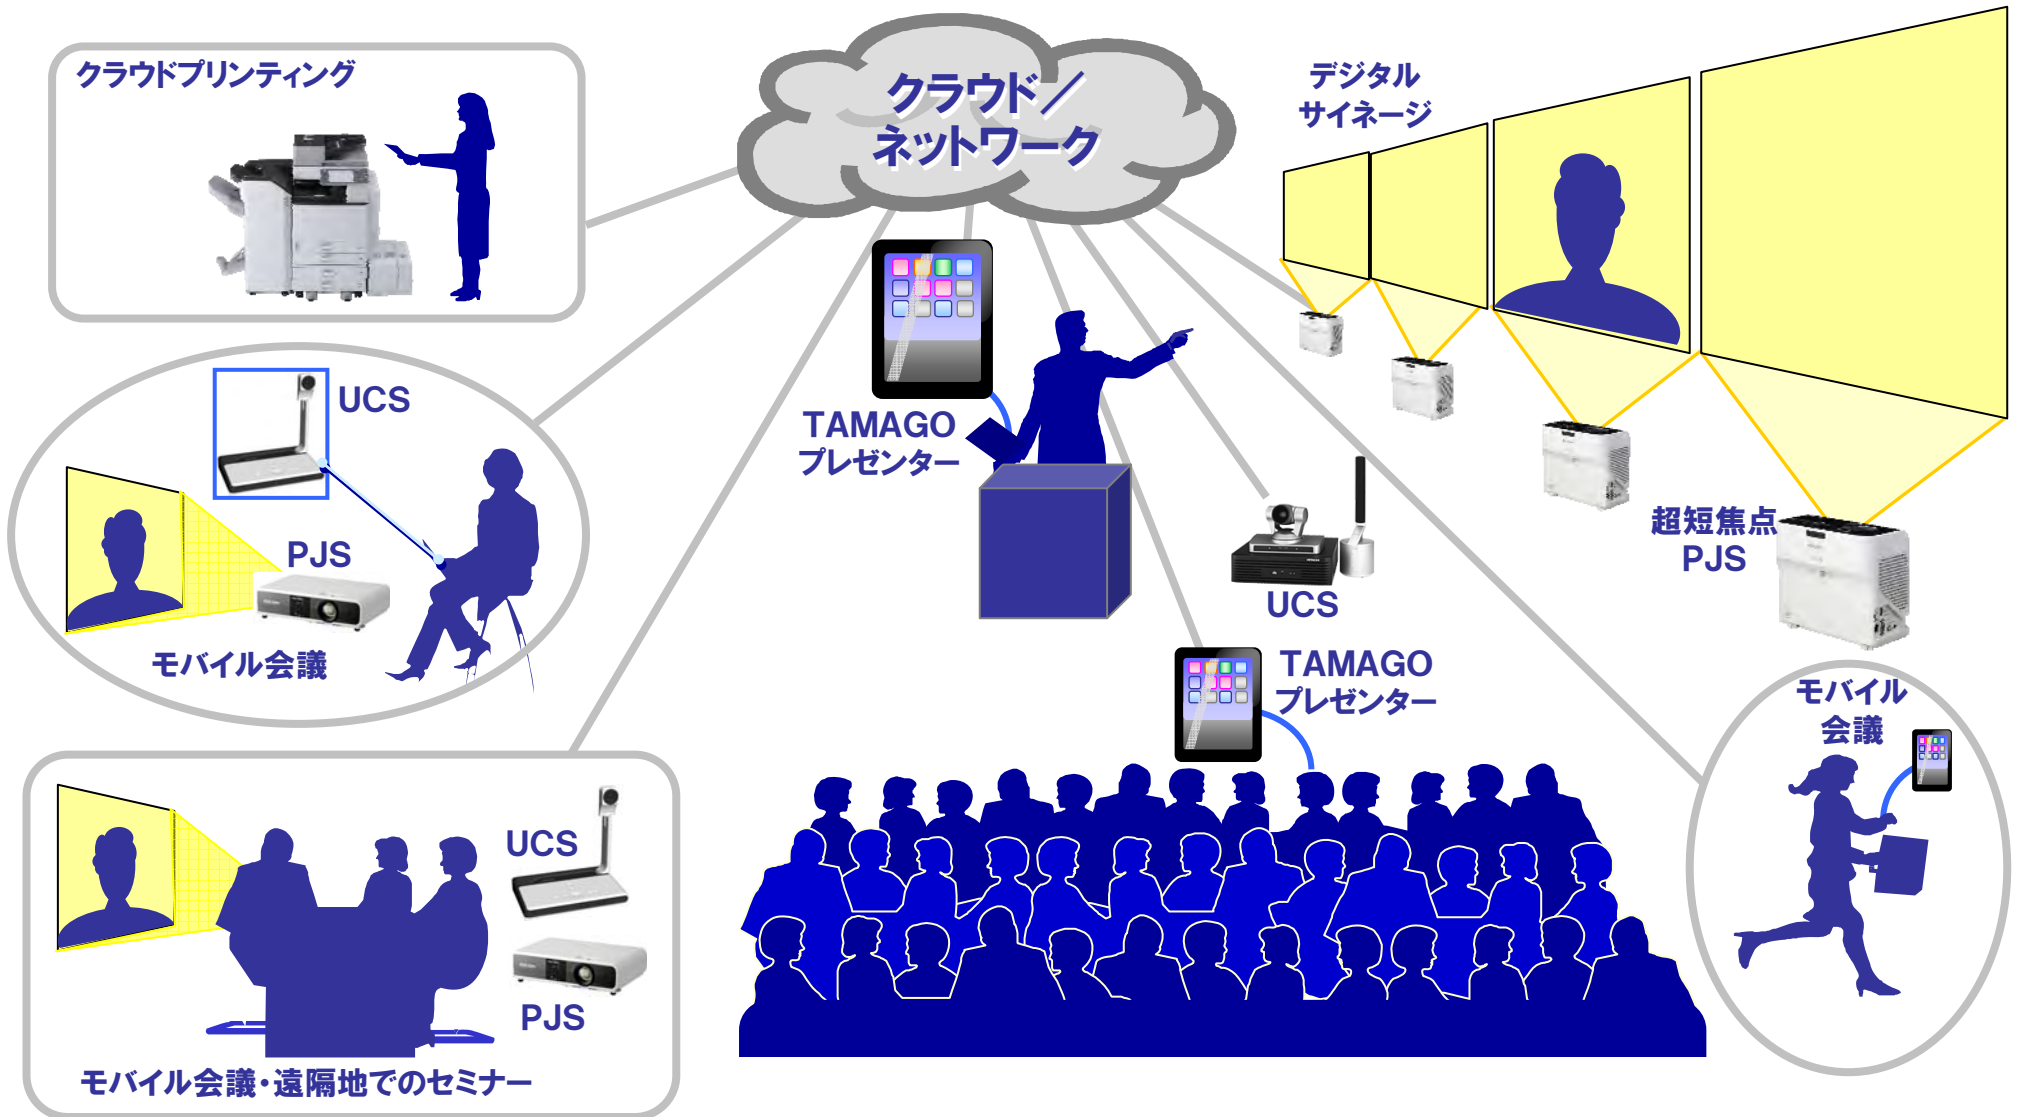 クラウドプリンティング
クラウド／
ネットワーク
デジタル
サイネージ
UCS
PJS
モバイル会議
TAMAGO
プレゼンター
UCS
超短焦点
PJS
TAMAGO
プレゼンター
モバイル
会議
UCS
PJS
モバイル会議・遠隔地でのセミナー